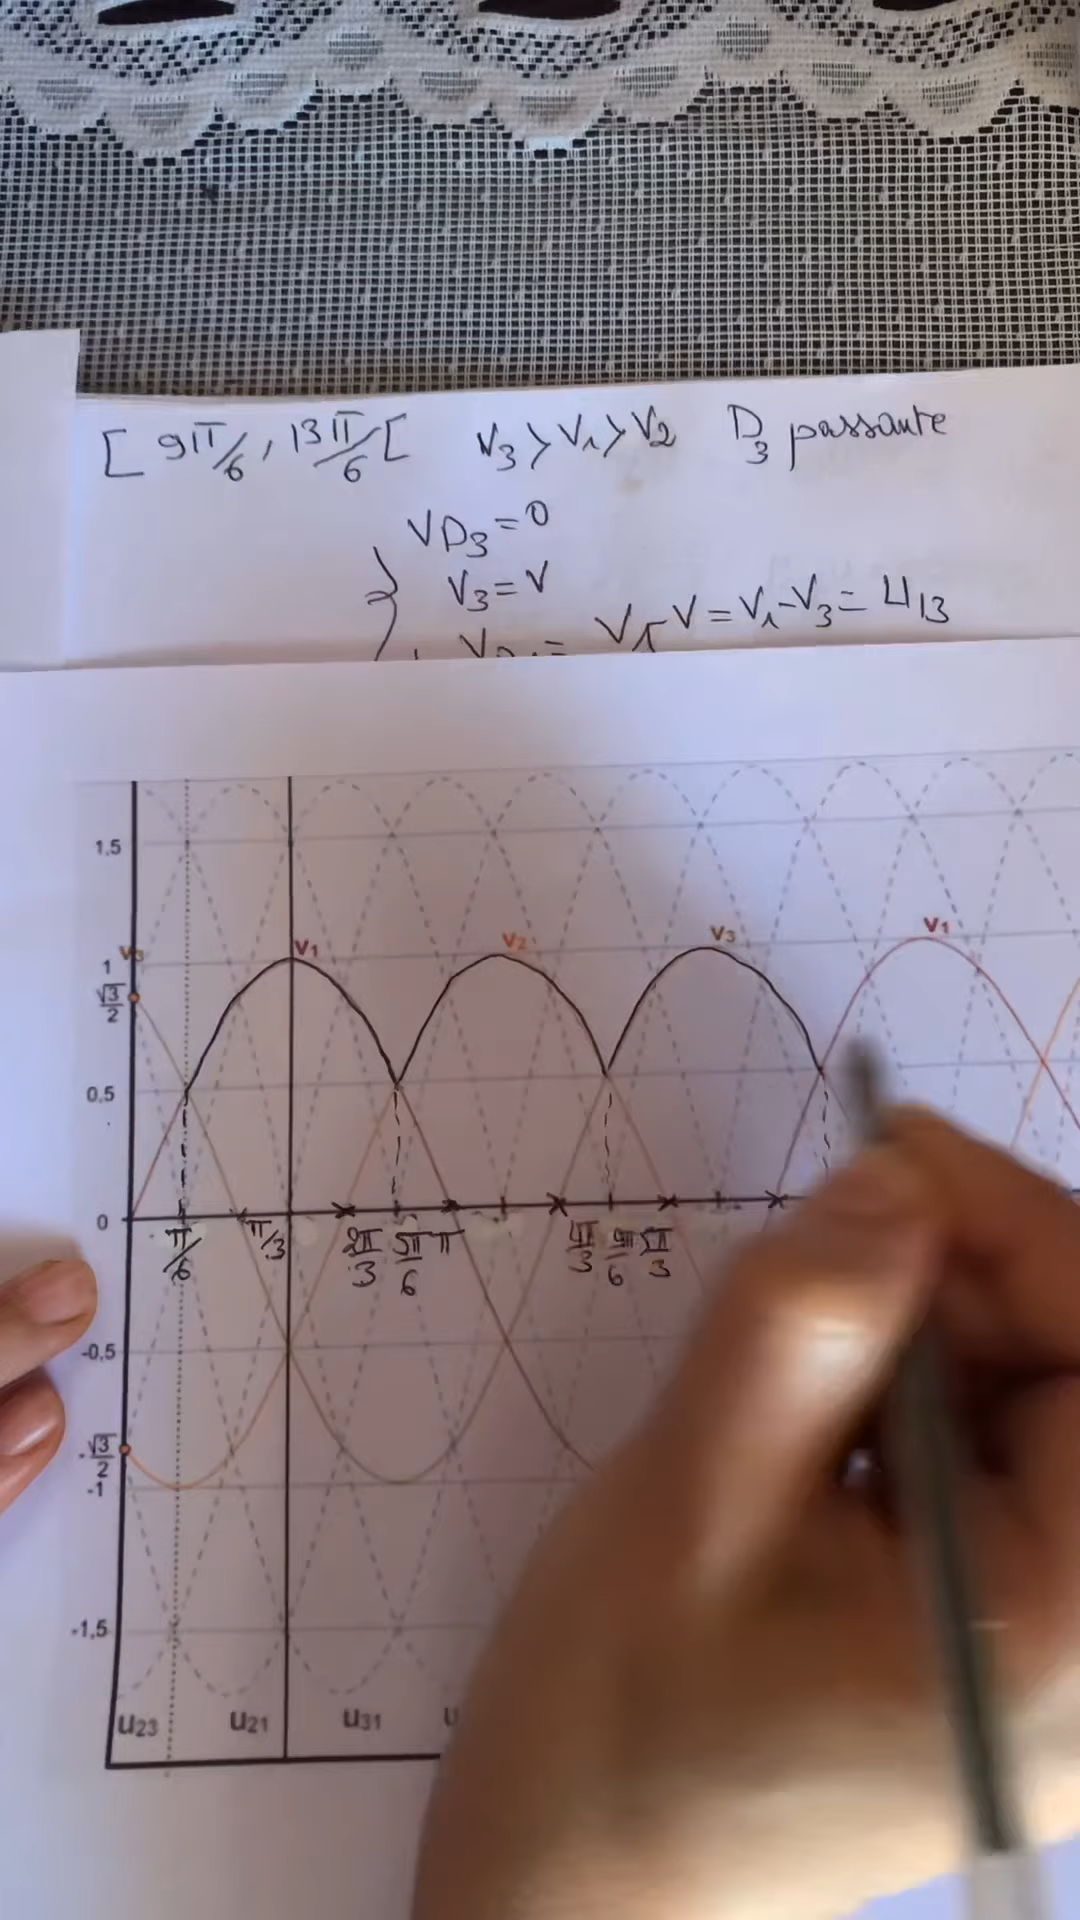 [ 9π/6 , 13π/6 [ V3 > V1 > V2 D3 passante
VD3 = 0
V3 = V
V1 - V = V1 - V3 = U13
1,5
V3 V1 V2 V3 V1
1
√3/2
0,5
0
π/6 π/3 2π/3 5π/6 π 4π/3 9π/6 5π/3
-0,5
-√3/2
-1
-1,5
u23 u21 u31